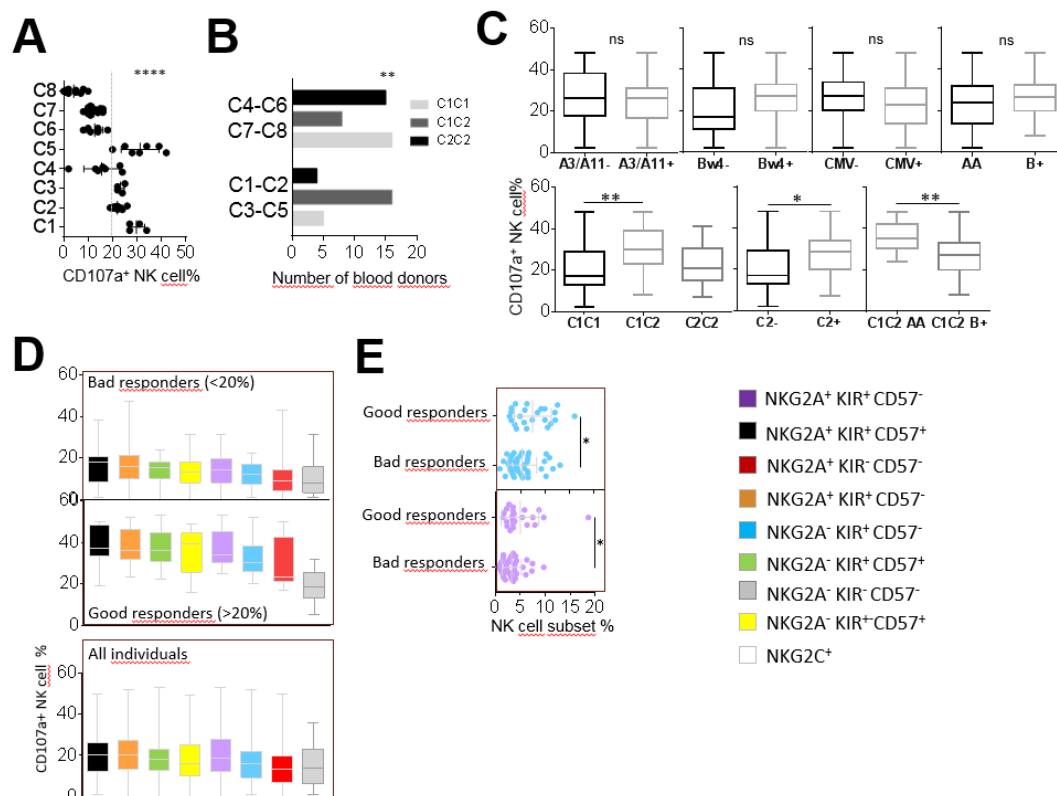 A
****
C8
C7
C6
C5
C4
C3
C2
C1
0 10 20 30 40 50
CD107a+ NK cell%
B
**
C4-C6
C7-C8
C1-C2
C3-C5
0 5 10 15 20
Number of blood donors
C1C1
C1C2
C2C2
C
60
40
20
0
ns
ns
ns
ns
A3/A11- A3/A11+ Bw4- Bw4+ CMV- CMV+ AA B+
CD107a+ NK cell%
60
40
20
0
**
*
**
C1C1 C1C2 C2C2 C2- C2+ C1C2 AA C1C2 B+
D
60
40
20
0
Bad responders (<20%)
60
40
20
0
Good responders (>20%)
CD107a+ NK cell %
60
40
20
0
All individuals
E
Good responders
Bad responders
*
Good responders
Bad responders
*
0 5 10 15 20
NK cell subset %
NKG2A+ KIR+ CD57-
NKG2A+ KIR+ CD57+
NKG2A+ KIR- CD57-
NKG2A+ KIR+ CD57-
NKG2A- KIR+ CD57-
NKG2A- KIR+ CD57+
NKG2A- KIR- CD57-
NKG2A- KIR+-CD57+
NKG2C+